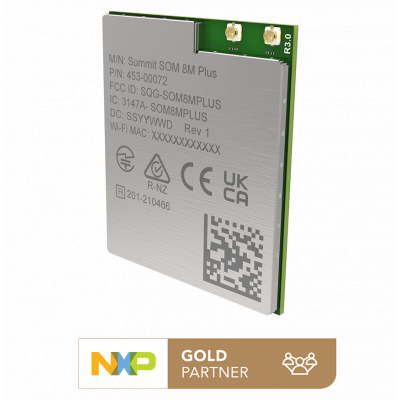 R3.0
M/N: Summit SOM 8M Plus
P/N: 453-00072
FCC ID: SQG-SOM8MPLUS
IC: 3147A- SOM8MPLUS
DC: SSYYWWD Rev 1
Wi-Fi MAC: XXXXXXXXXXXX
R-NZ
CE
UK
CA
R 201-210466
NXP
GOLD
PARTNER